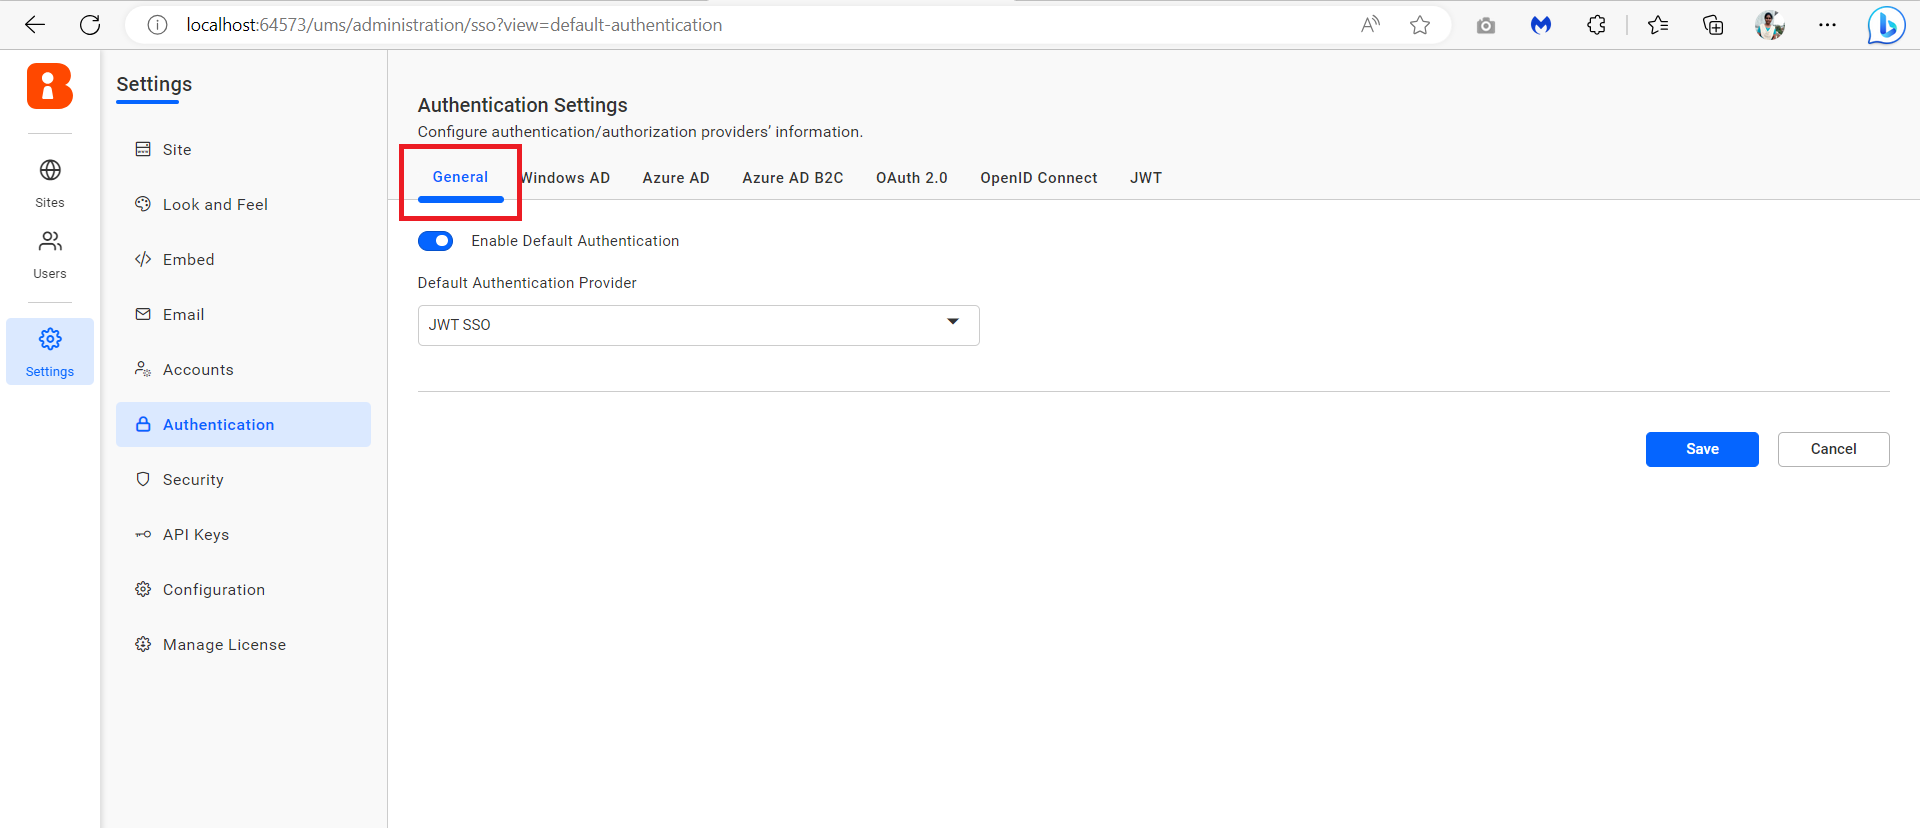 localhost:64573/ums/administration/sso?view=default-authentication
Sites
Users
Settings
Settings
Site
Look and Feel
Embed
Email
Accounts
Authentication
Security
API Keys
Configuration
Manage License
Authentication Settings
Configure authentication/authorization providers’ information.
General Windows AD Azure AD Azure AD B2C OAuth 2.0 OpenID Connect JWT
Enable Default Authentication
Default Authentication Provider
JWT SSO
Save Cancel